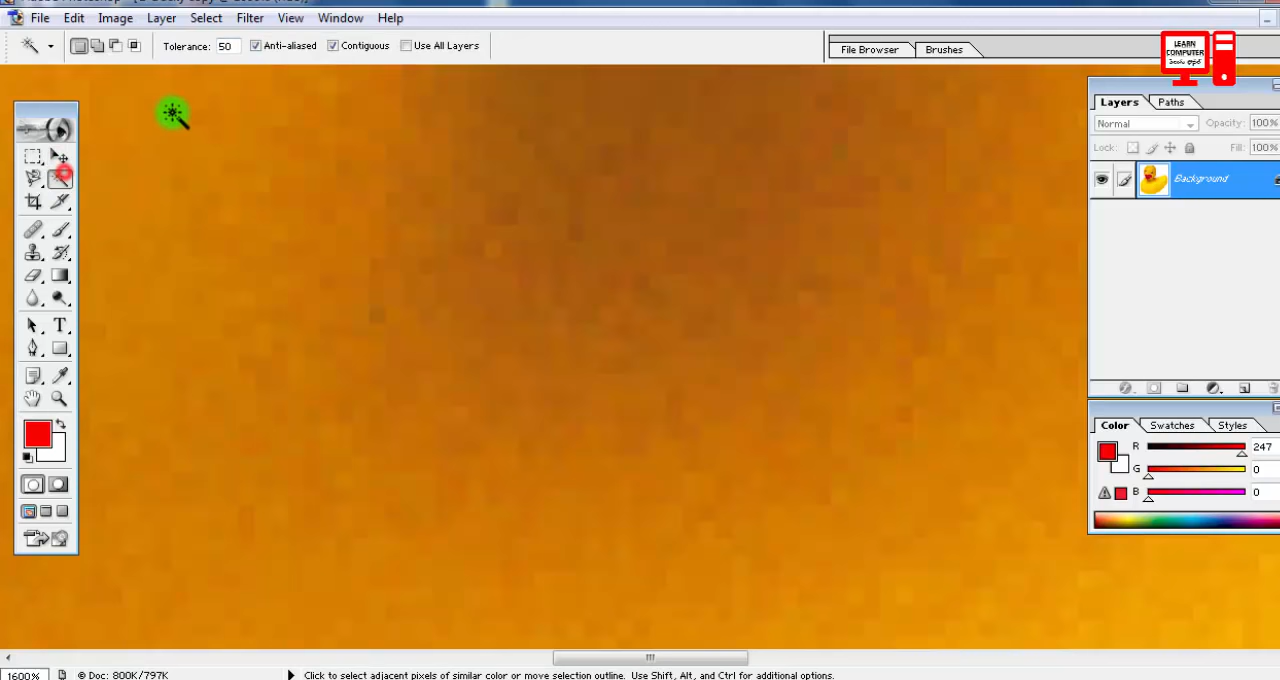 File Edit Image Layer Select Filter View Window Help
Tolerance: 50 Anti-aliased Contiguous Use All Layers
File Browser Brushes
LEARN
COMPUTER
Layers Paths
Normal Opacity: 100%
Lock: Fill: 100%
Background
T
Color Swatches Styles
R 247
G 0
B 0
1600% Doc: 800K/797K Click to select adjacent pixels of similar color or move selection outline. Use Shift, Alt, and Ctrl for additional options.